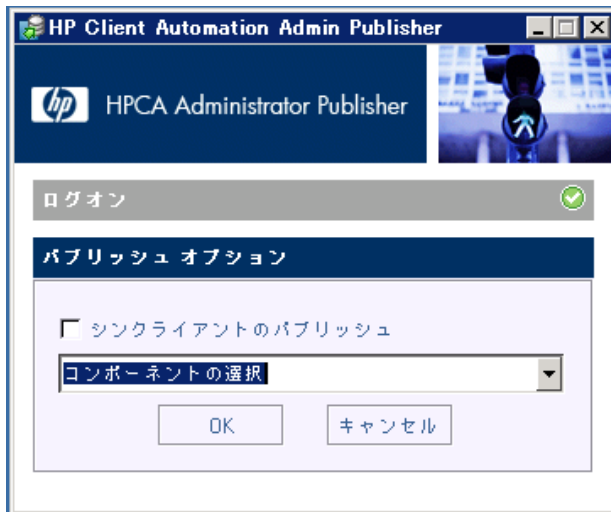 HP Client Automation Admin Publisher
hp HPCA Administrator Publisher
ログオン
パブリッシュ オプション
シンクライアントのパブリッシュ
コンポーネントの選択
OK キャンセル